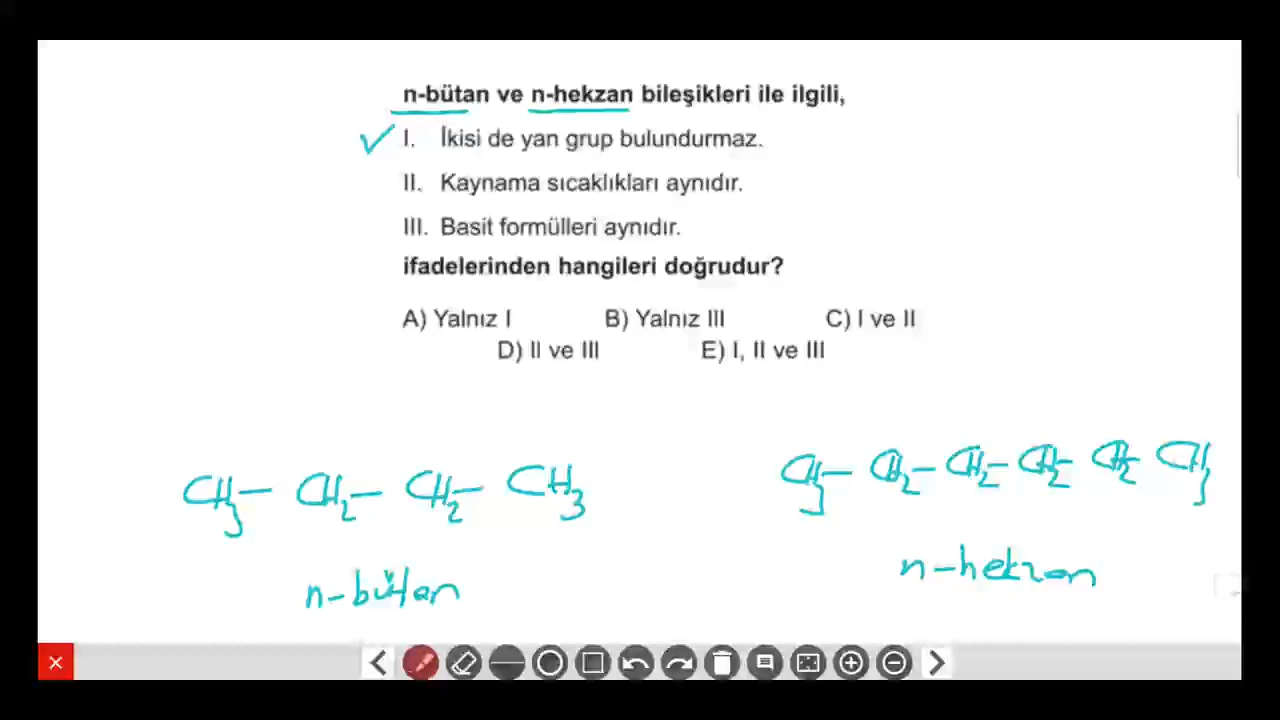 n-bütan ve n-hekzan bileşikleri ile ilgili,
I. İkisi de yan grup bulundurmaz.
II. Kaynama sıcaklıkları aynıdır.
III. Basit formülleri aynıdır.
ifadelerinden hangileri doğrudur?
A) Yalnız I B) Yalnız III C) I ve II
D) II ve III E) I, II ve III
CH3 — CH2 — CH2 — CH3
CH3 — CH2 — CH2 — CH2 — CH2 — CH3
n-bütan
n-hekzan